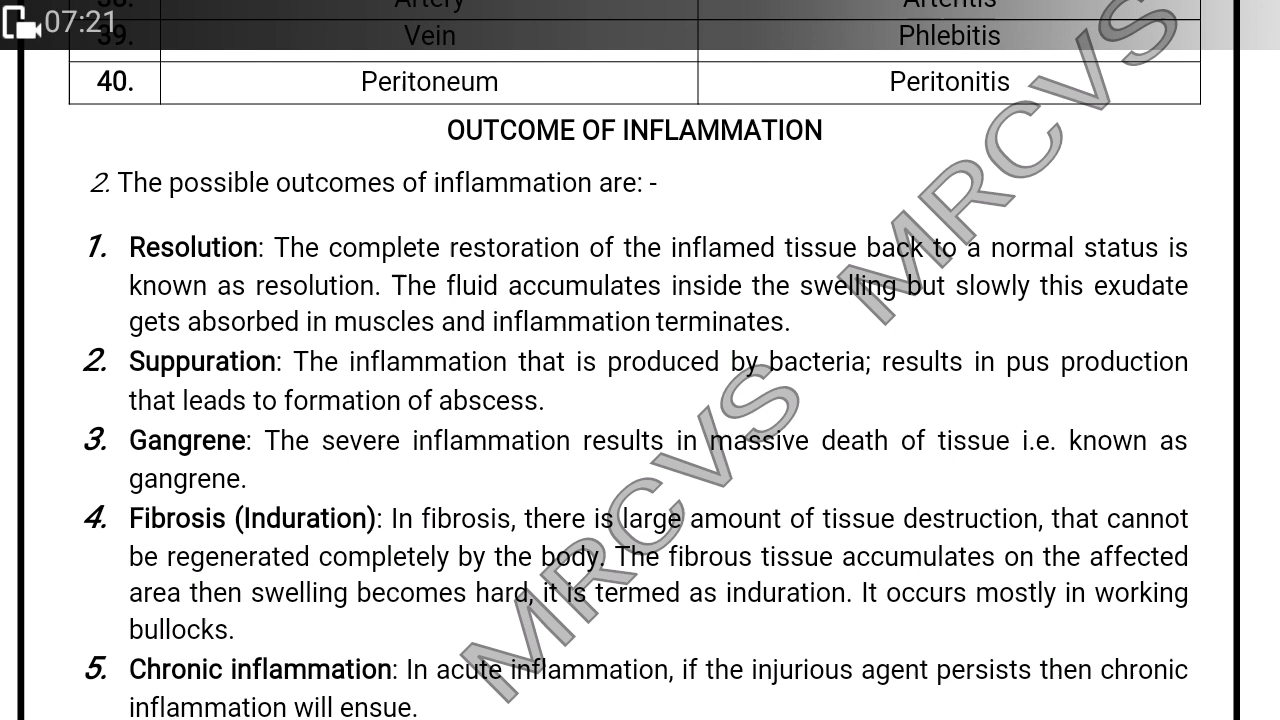 07:21
38. Artery Arteritis
39. Vein Phlebitis
40. Peritoneum Peritonitis
OUTCOME OF INFLAMMATION
2. The possible outcomes of inflammation are: -
1. Resolution: The complete restoration of the inflamed tissue back to a normal status is
known as resolution. The fluid accumulates inside the swelling but slowly this exudate
gets absorbed in muscles and inflammation terminates.
2. Suppuration: The inflammation that is produced by bacteria; results in pus production
that leads to formation of abscess.
3. Gangrene: The severe inflammation results in massive death of tissue i.e. known as
gangrene.
4. Fibrosis (Induration): In fibrosis, there is large amount of tissue destruction, that cannot
be regenerated completely by the body. The fibrous tissue accumulates on the affected
area then swelling becomes hard, it is termed as induration. It occurs mostly in working
bullocks.
5. Chronic inflammation: In acute inflammation, if the injurious agent persists then chronic
inflammation will ensue.
MRCVS
MRCVS